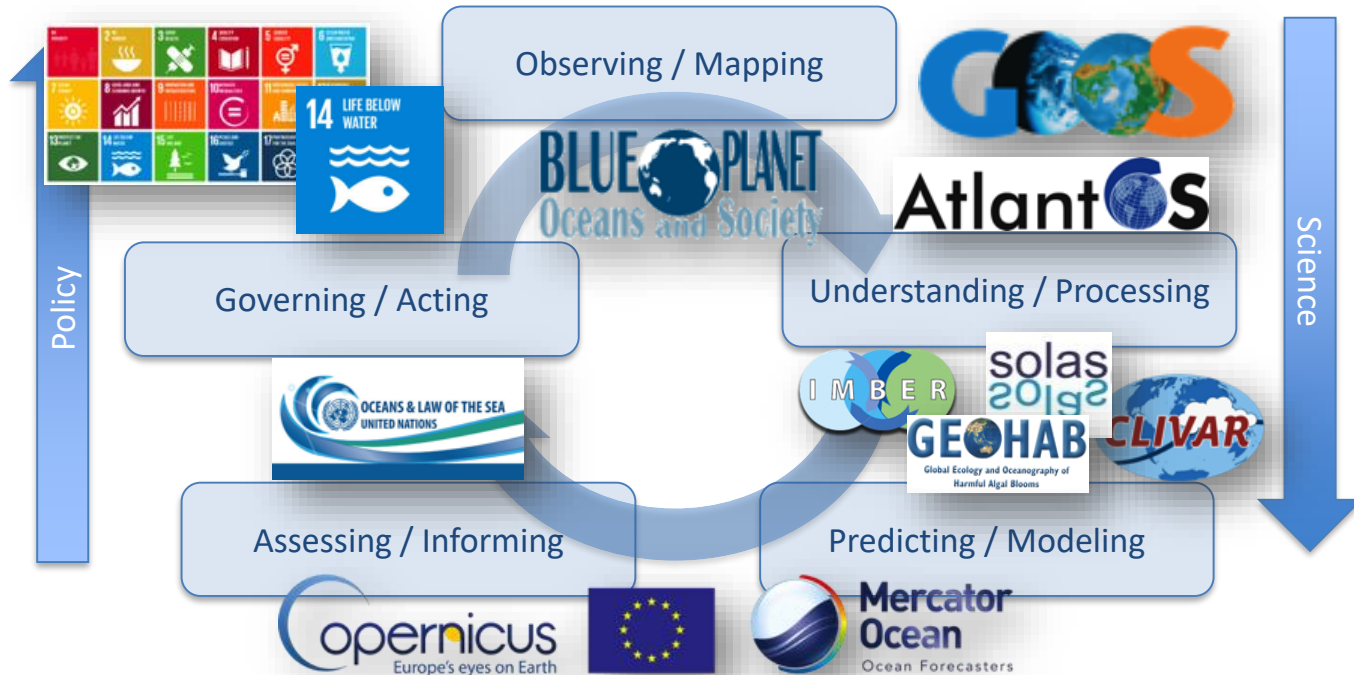 Observing / Mapping
GOOS
BLUE PLANET
Oceans and Society
AtlantOS
14 LIFE BELOW
WATER
Policy
Science
Governing / Acting
Understanding / Processing
OCEANS & LAW OF THE SEA
UNITED NATIONS
IMBER
solas
CLIVAR
GEOHAB
Global Ecology and Oceanography of
Harmful Algal Blooms
Assessing / Informing
Predicting / Modeling
Copernicus
Europe's eyes on Earth
Mercator
Ocean
Ocean Forecasters